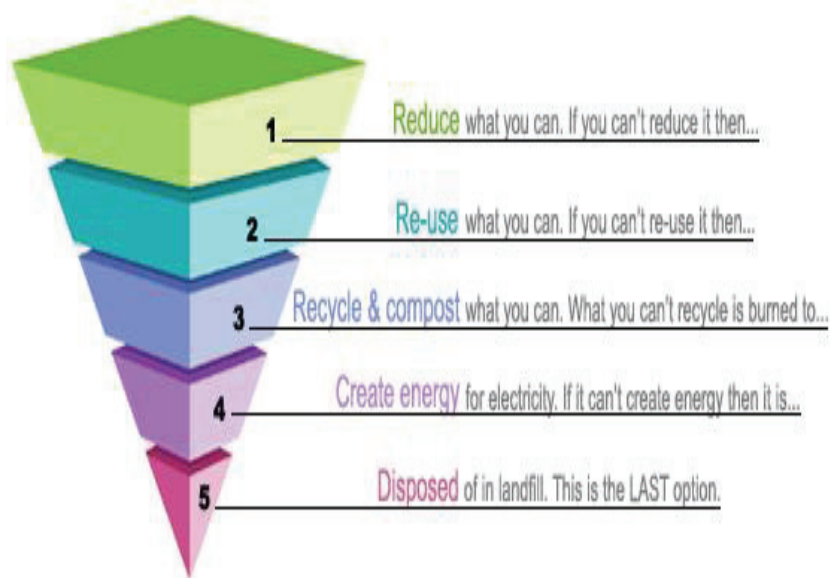 1 Reduce what you can. If you can't reduce it then...
2 Re-use what you can. If you can't re-use it then...
3 Recycle & compost what you can. What you can't recycle is burned to...
4 Create energy for electricity. If it can't create energy then it is...
5 Disposed of in landfill. This is the LAST option.